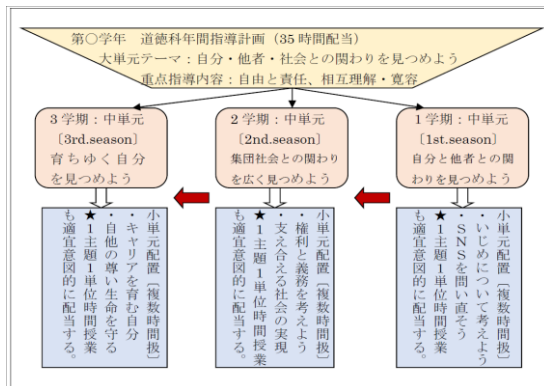 第○学年 道徳科年間指導計画(35時間配当)
大単元テーマ:自分・他者・社会との関わりを見つめよう
重点指導内容:自由と責任、相互理解・寛容
1学期:中単元
〔1st.season〕
自分と他者との関
わりを見つめよう
2学期:中単元
〔2nd.season〕
集団社会との関わり
を広く見つめよう
3学期:中単元
〔3rd.season〕
育ちゆく自分
を見つめよう
小単元配置〔複数時間扱〕
・いじめについて考えよう
・SNSを問い直そう
★1主題1単位時間授業
も適宜意図的に配当する。
小単元配置〔複数時間扱〕
・権利と義務を考えよう
・支え合える社会の実現
★1主題1単位時間授業
も適宜意図的に配当する。
小単元配置〔複数時間扱〕
・キャリアを育む自分
・自他の尊い生命を守る
★1主題1単位時間授業
も適宜意図的に配当する。